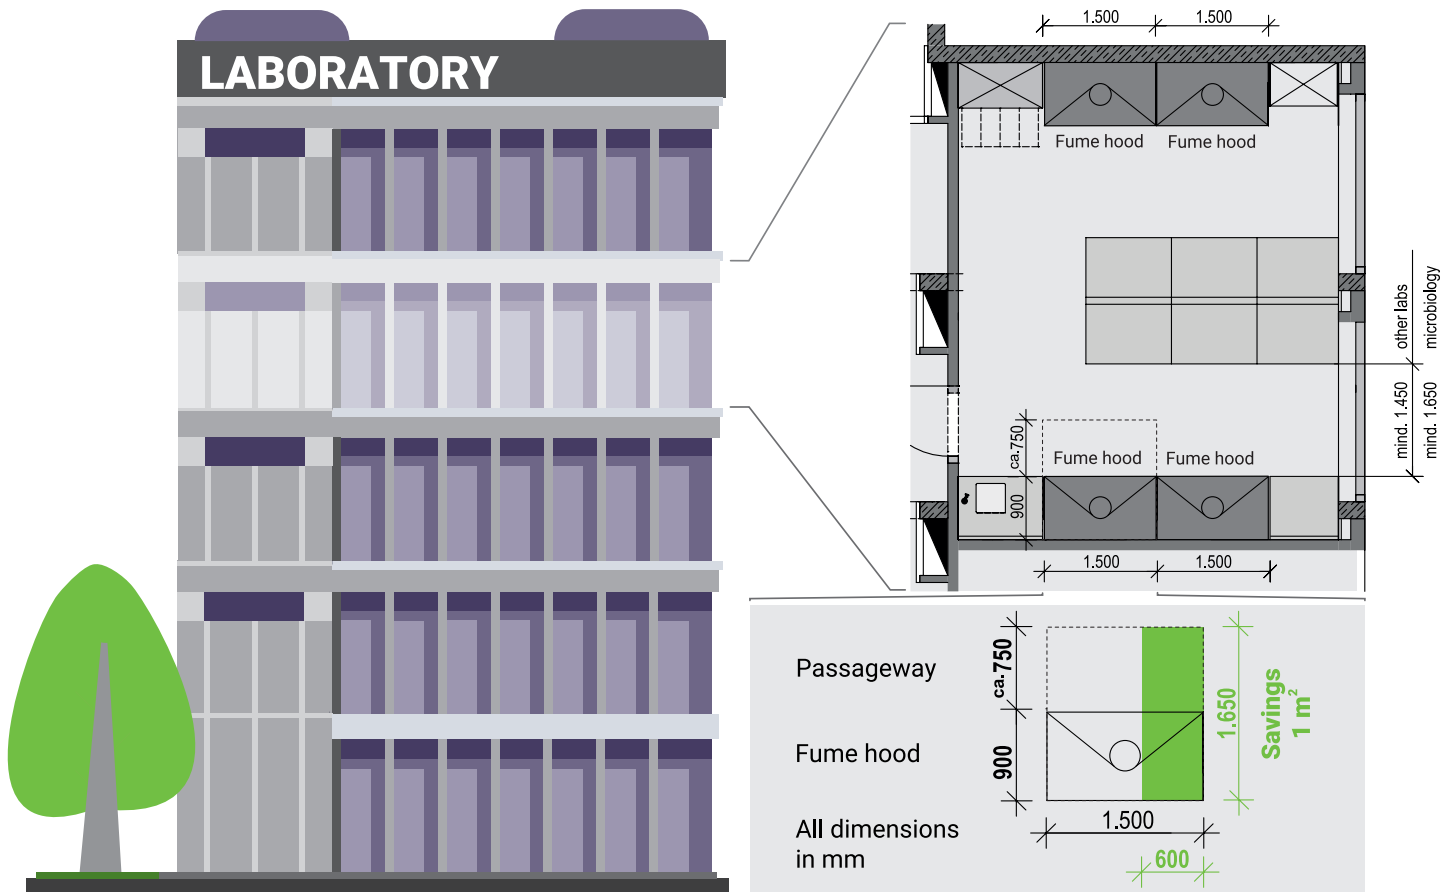 LABORATORY
1.500
1.500
Fume hood
Fume hood
other labs
microbiology
mind. 1.450
mind. 1.650
ca.750
Fume hood
Fume hood
900
1.500
1.500
Passageway
ca.750
1.650
Savings
1 m²
Fume hood
900
All dimensions
in mm
1.500
600